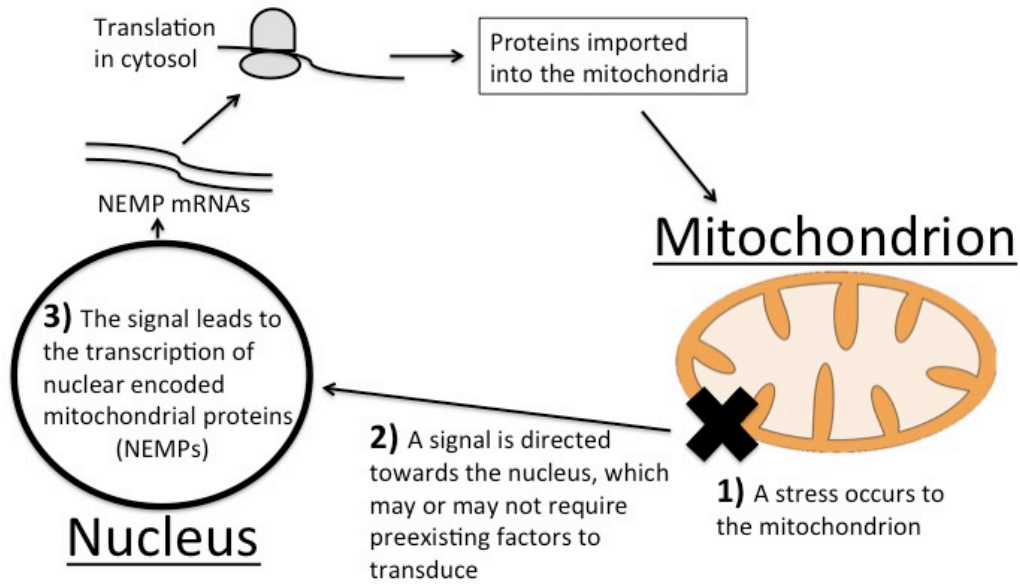 Translation
in cytosol
Proteins imported
into the mitochondria
NEMP mRNAs
Mitochondrion
3) The signal leads to
the transcription of
nuclear encoded
mitochondrial proteins
(NEMPs)
2) A signal is directed
towards the nucleus, which
may or may not require
preexisting factors to
transduce
1) A stress occurs to
the mitochondrion
Nucleus